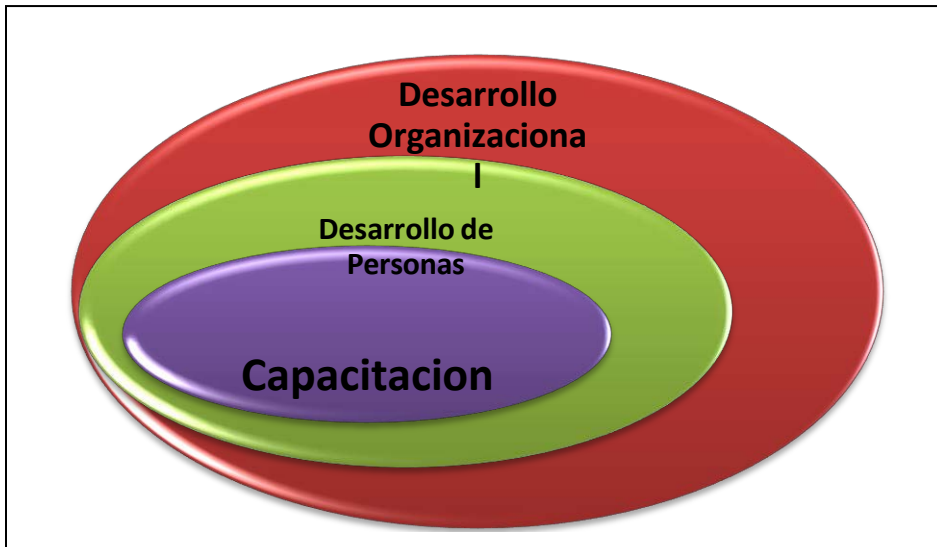 Desarrollo
Organizaciona
l
Desarrollo de
Personas
Capacitacion